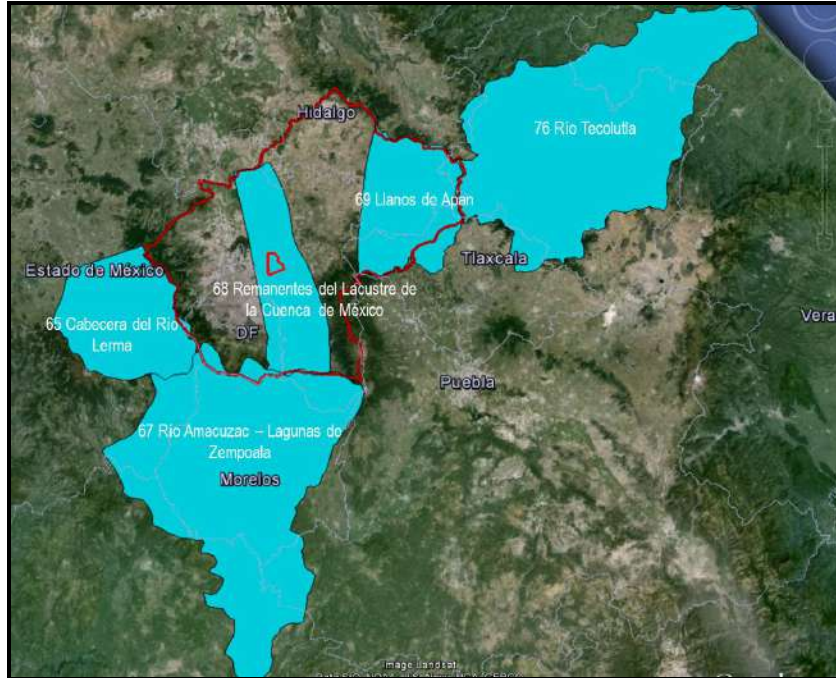 Hidalgo
76 Río Tecolutla
69 Llanos de Apan
Tlaxcala
Estado de México
68 Remanentes del Lacustre de
la Cuenca de México
65 Cabecera del Río
Lerma
DF
Vera
Puebla
67 Río Amacuzac – Lagunas de
Zempoala
Morelos
Image Landsat